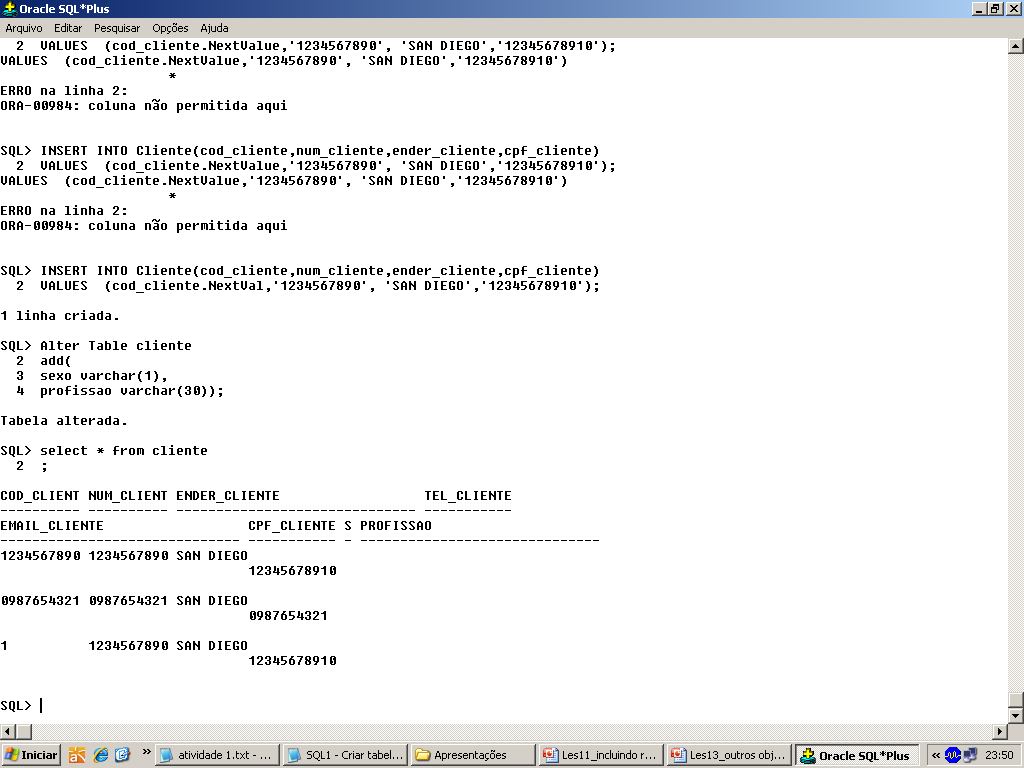 Oracle SQL*Plus
Arquivo Editar Pesquisar Opções Ajuda
  2  VALUES  (cod_cliente.NextValue,'1234567890', 'SAN DIEGO','12345678910');
VALUES  (cod_cliente.NextValue,'1234567890', 'SAN DIEGO','12345678910')
                     *
ERRO na linha 2:
ORA-00984: coluna não permitida aqui
SQL> INSERT INTO Cliente(cod_cliente,num_cliente,ender_cliente,cpf_cliente)
  2  VALUES  (cod_cliente.NextValue,'1234567890', 'SAN DIEGO','12345678910');
VALUES  (cod_cliente.NextValue,'1234567890', 'SAN DIEGO','12345678910')
                     *
ERRO na linha 2:
ORA-00984: coluna não permitida aqui
SQL> INSERT INTO Cliente(cod_cliente,num_cliente,ender_cliente,cpf_cliente)
  2  VALUES  (cod_cliente.NextVal,'1234567890', 'SAN DIEGO','12345678910');
1 linha criada.
SQL> Alter Table cliente
  2  add(
  3  sexo varchar(1),
  4  profissao varchar(30));
Tabela alterada.
SQL> select * from cliente
  2  ;
COD_CLIENT NUM_CLIENT ENDER_CLIENTE                  TEL_CLIENTE
---------- ---------- ------------------------------ -----------
EMAIL_CLIENTE                  CPF_CLIENTE S PROFISSAO
------------------------------ ----------- - ------------------------------
1234567890 1234567890 SAN DIEGO
                               12345678910
0987654321 0987654321 SAN DIEGO
                               0987654321
1          1234567890 SAN DIEGO
                               12345678910
SQL>
Iniciar » atividade 1.txt - ... SQL1 - Criar tabel... Apresentações Les11_incluindo r... Les13_outros obj... Oracle SQL*Plus « 23:50